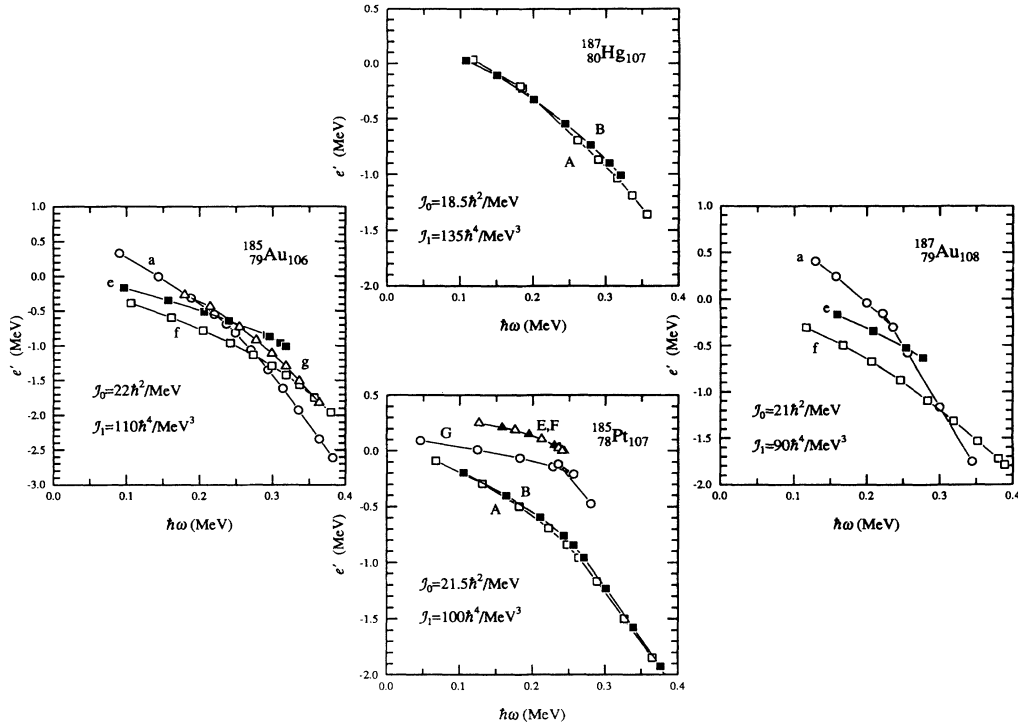 0.5
0.0
-0.5
-1.0
-1.5
-2.0
e′ (MeV)
187
80Hg107
B
A
𝒥0=18.5ℏ²/MeV
𝒥1=135ℏ⁴/MeV³
0.0 0.1 0.2 0.3 0.4
ℏω (MeV)
1.0
0.5
0.0
-0.5
-1.0
-1.5
-2.0
-2.5
-3.0
e′ (MeV)
185
79Au106
a
e
f
g
𝒥0=22ℏ²/MeV
𝒥1=110ℏ⁴/MeV³
0.0 0.1 0.2 0.3 0.4
ℏω (MeV)
0.5
0.0
-0.5
-1.0
-1.5
-2.0
e′ (MeV)
185
78Pt107
E,F
G
B
A
𝒥0=21.5ℏ²/MeV
𝒥1=100ℏ⁴/MeV³
0.0 0.1 0.2 0.3 0.4
ℏω (MeV)
1.0
0.5
0.0
-0.5
-1.0
-1.5
-2.0
e′ (MeV)
187
79Au108
a
e
f
𝒥0=21ℏ²/MeV
𝒥1=90ℏ⁴/MeV³
0.0 0.1 0.2 0.3 0.4
ℏω (MeV)